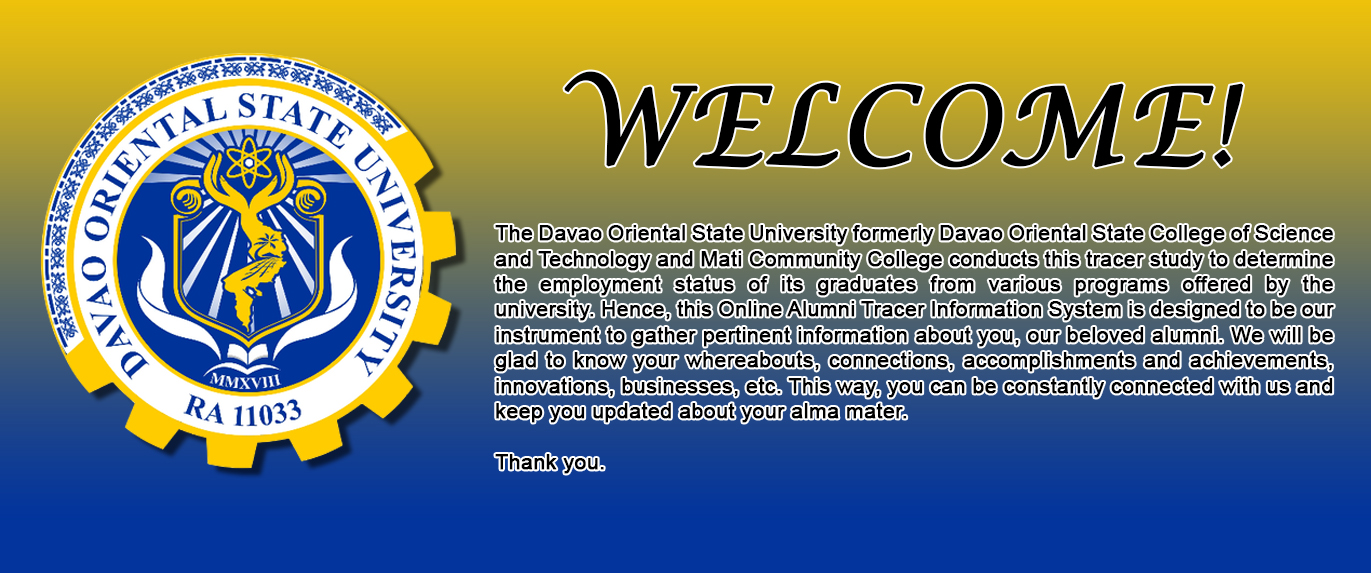 DAVAO ORIENTAL STATE UNIVERSITY
MMXVIII
RA 11033
WELCOME!
The Davao Oriental State University formerly Davao Oriental State College of Science
and Technology and Mati Community College conducts this tracer study to determine
the employment status of its graduates from various programs offered by the
university. Hence, this Online Alumni Tracer Information System is designed to be our
instrument to gather pertinent information about you, our beloved alumni. We will be
glad to know your whereabouts, connections, accomplishments and achievements,
innovations, businesses, etc. This way, you can be constantly connected with us and
keep you updated about your alma mater.
Thank you.